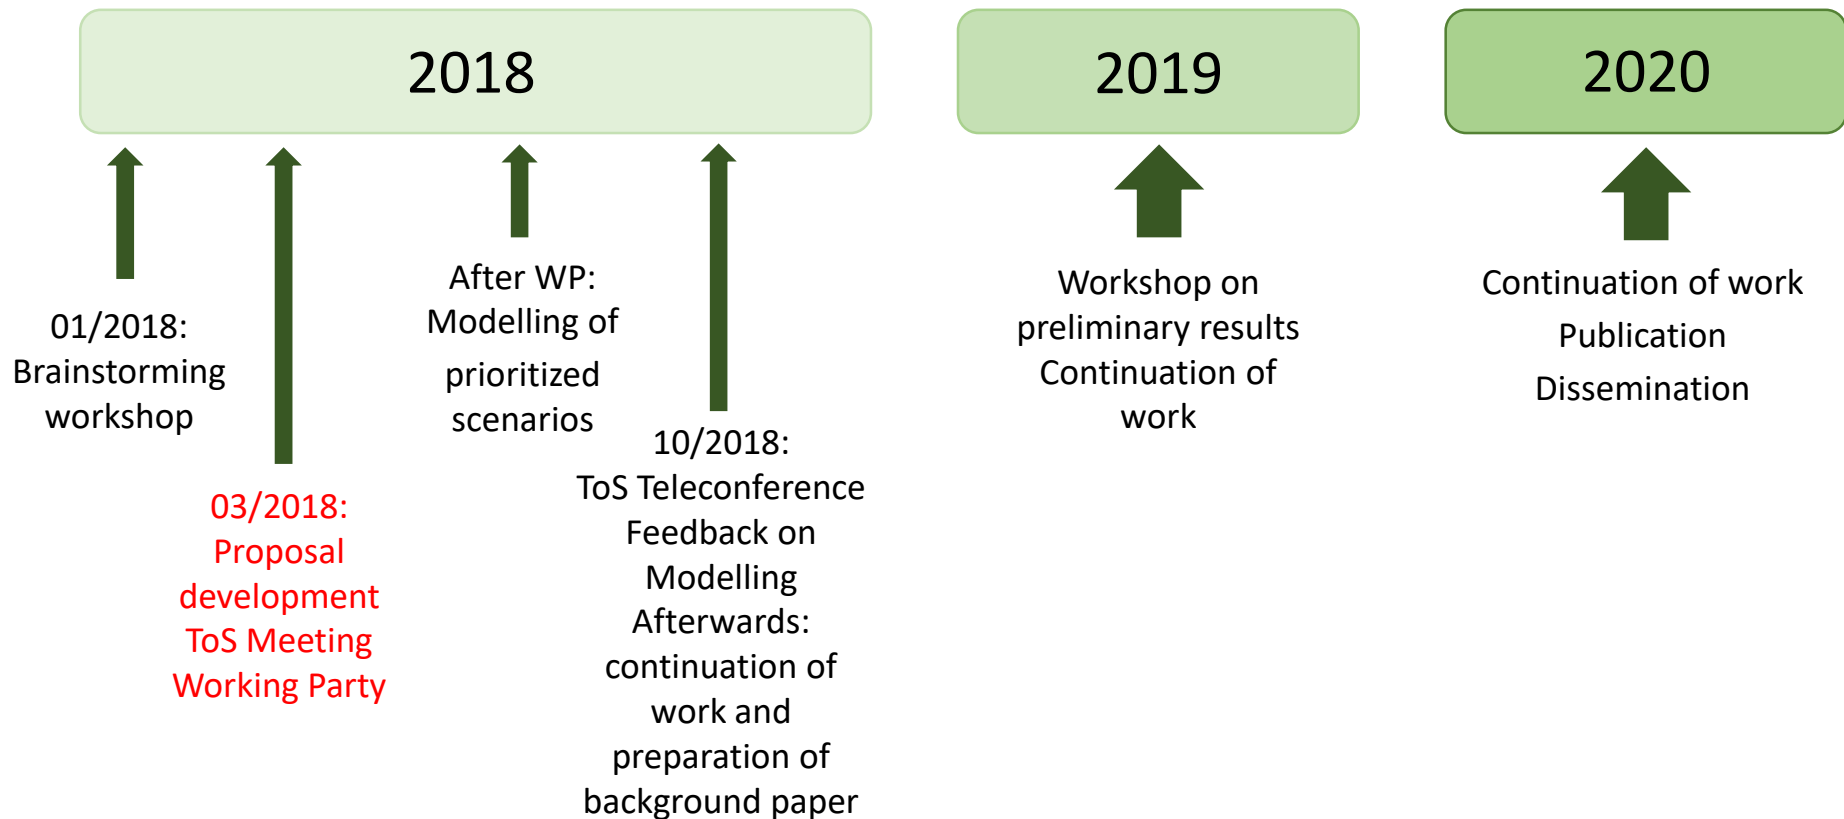 2018
2019
2020
01/2018:
Brainstorming
workshop
03/2018:
Proposal
development
ToS Meeting
Working Party
After WP:
Modelling of
prioritized
scenarios
10/2018:
ToS Teleconference
Feedback on
Modelling
Afterwards:
continuation of
work and
preparation of
background paper
Workshop on
preliminary results
Continuation of
work
Continuation of work
Publication
Dissemination